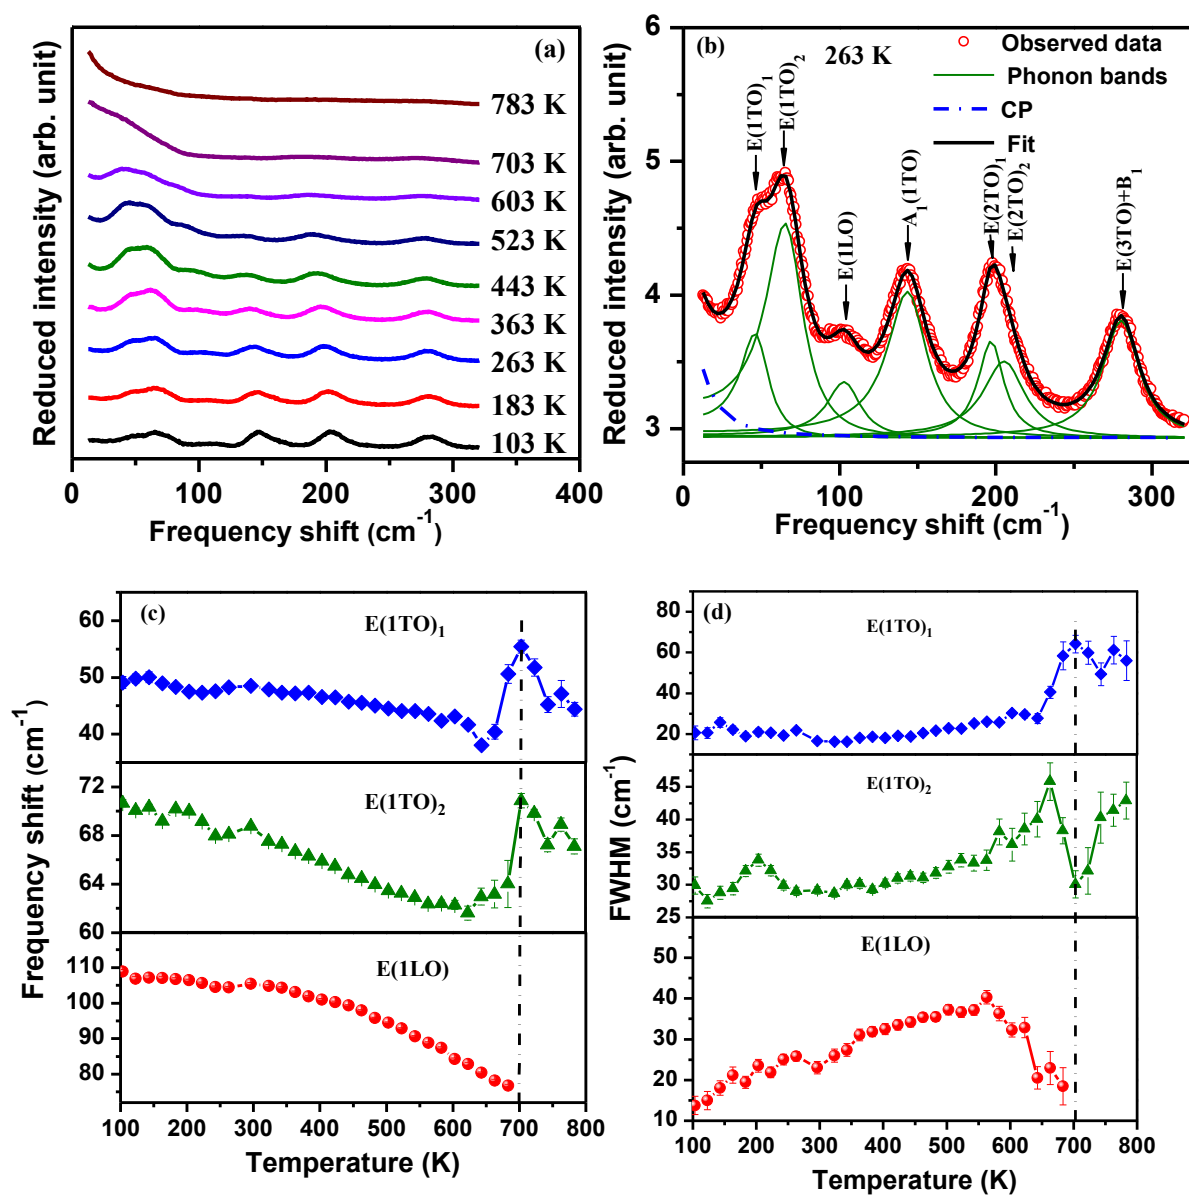 (a)
783 K
703 K
603 K
523 K
443 K
363 K
263 K
183 K
103 K
Reduced intensity (arb. unit)
0 100 200 300 400
Frequency shift (cm⁻¹)
(b)
263 K
Observed data
Phonon bands
CP
Fit
E(1TO)₁
E(1TO)₂
E(1LO)
A₁(1TO)
E(2TO)₁
E(2TO)₂
E(3TO)+B₁
Reduced intensity (arb. unit)
6
5
4
3
0 100 200 300
Frequency shift (cm⁻¹)
(c)
E(1TO)₁
60
50
40
E(1TO)₂
72
68
64
60
E(1LO)
110
100
90
80
Frequency shift (cm⁻¹)
100 200 300 400 500 600 700 800
Temperature (K)
(d)
E(1TO)₁
80
60
40
20
E(1TO)₂
45
40
35
30
25
E(1LO)
50
40
30
20
10
FWHM (cm⁻¹)
100 200 300 400 500 600 700 800
Temperature (K)